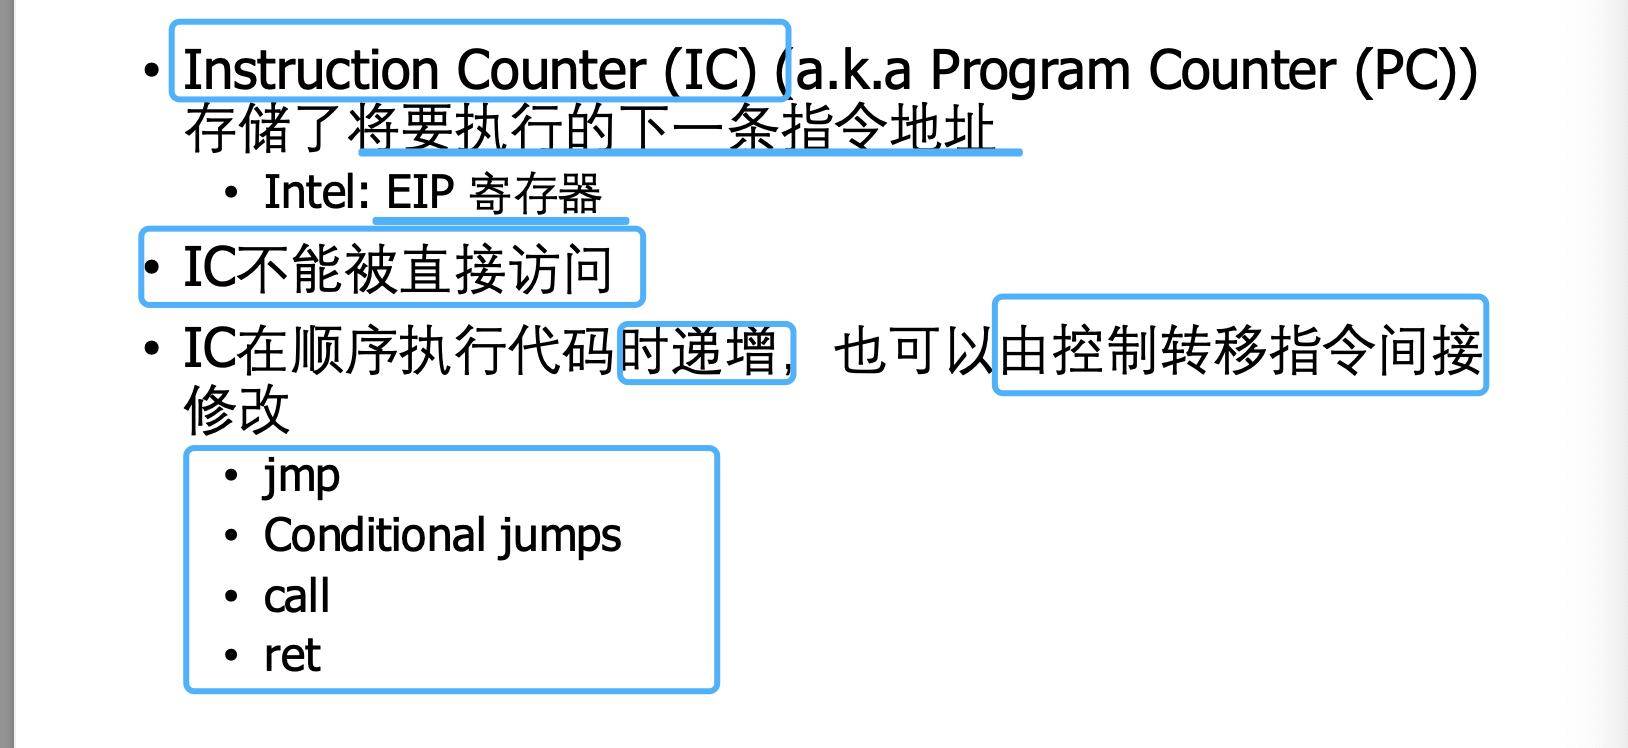 • Instruction Counter (IC) (a.k.a Program Counter (PC))
存储了将要执行的下一条指令地址
• Intel: EIP 寄存器
• IC不能被直接访问
• IC在顺序执行代码时递增，也可以由控制转移指令间接
修改
• jmp
• Conditional jumps
• call
• ret